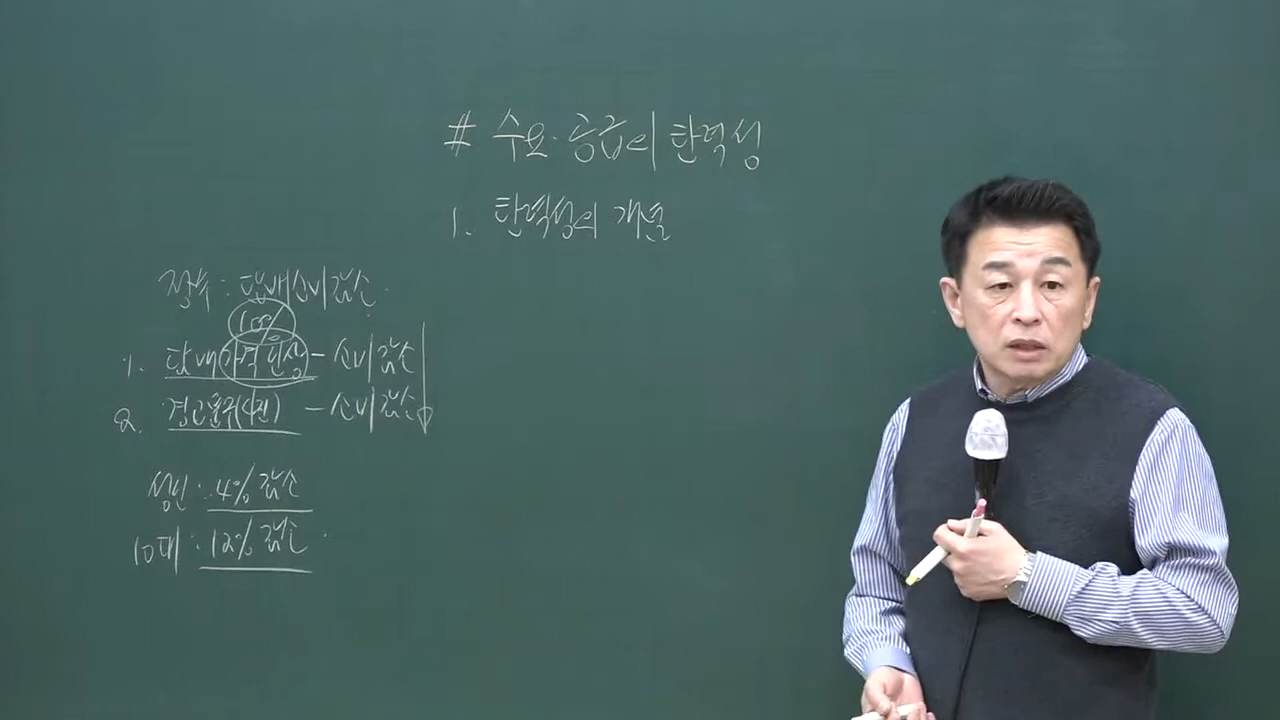 # 수요·공급의 탄력성
1. 탄력성의 개념
정부 : 담배소비감소
100%
1. 담배가격인상 - 소비감소
2. 경고문구(사진) - 소비감소
성인 : 4% 감소
10대 : 12% 감소